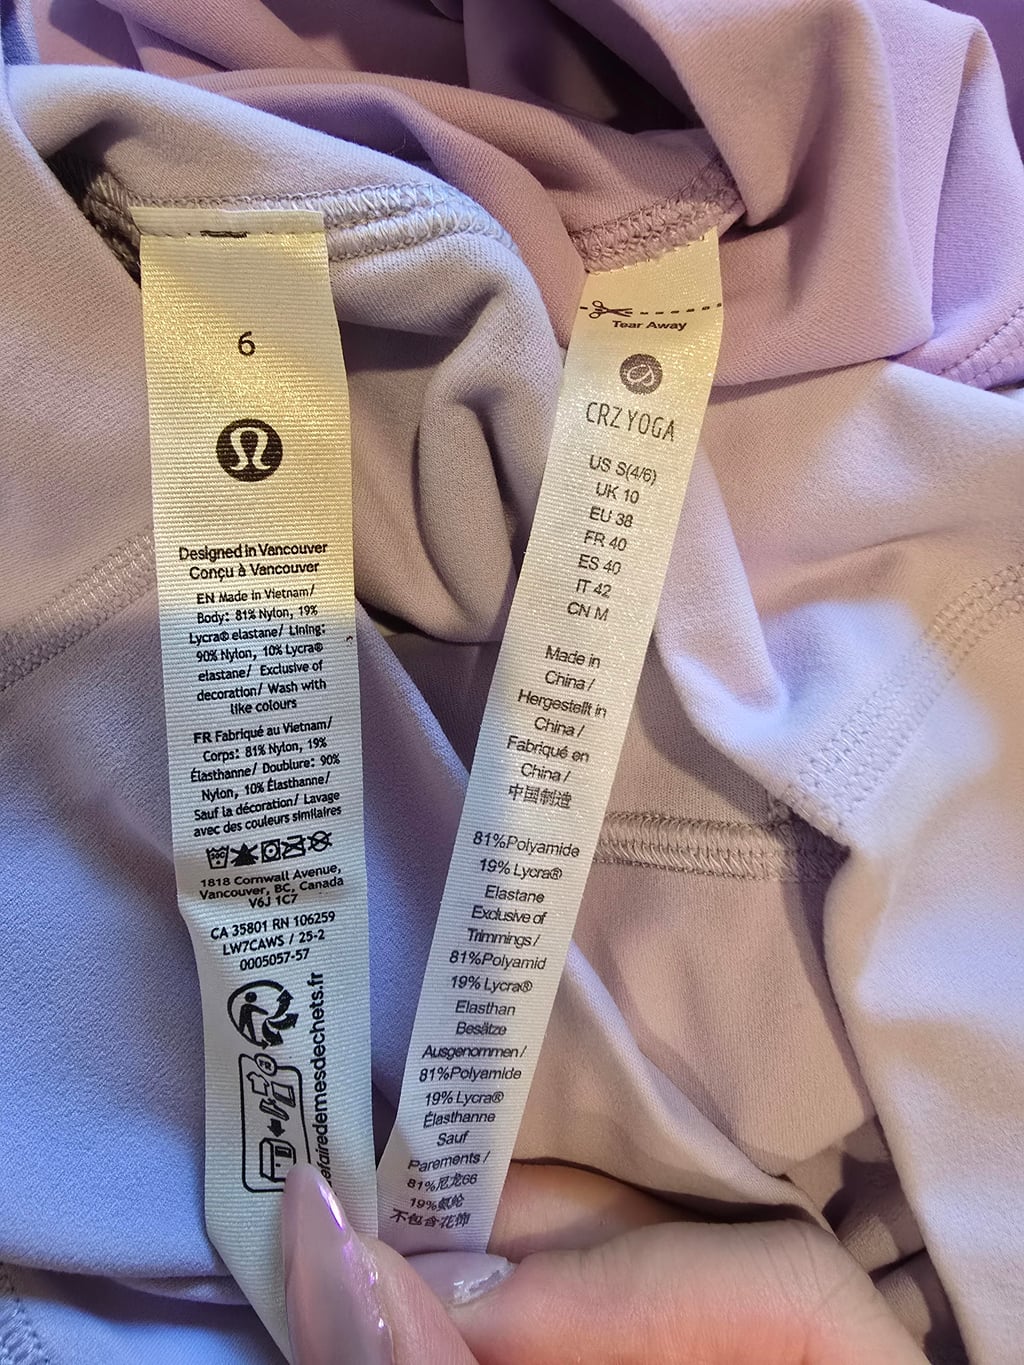 6
Designed in Vancouver
Conçu à Vancouver
EN Made in Vietnam/
Body: 81% Nylon, 19%
Lycra® elastane/ Lining:
90% Nylon, 10% Lycra®
elastane/ Exclusive of
decoration/ Wash with
like colours
FR Fabriqué au Vietnam/
Corps: 81% Nylon, 19%
Élasthanne/ Doublure: 90%
Nylon, 10% Élasthanne/
Sauf la décoration/ Lavage
avec des couleurs similaires
30C
1818 Cornwall Avenue,
Vancouver, BC, Canada
V6J 1C7
CA 35801 RN 106259
LW7CAWS / 25-2
0005057-57
FR
efairedemesdechets.fr
Tear Away
CRZ YOGA
US S(4/6)
UK 10
EU 38
FR 40
ES 40
IT 42
CN M
Made in
China /
Hergestellt in
China /
Fabriqué en
China /
中国制造
81%Polyamide
19% Lycra®
Elastane
Exclusive of
Trimmings /
81%Polyamid
19% Lycra®
Elasthan
Besätze
Ausgenommen /
81%Polyamide
19% Lycra®
Élasthanne
Sauf
Parements /
81%尼龙66
19%氨纶
不包含花饰